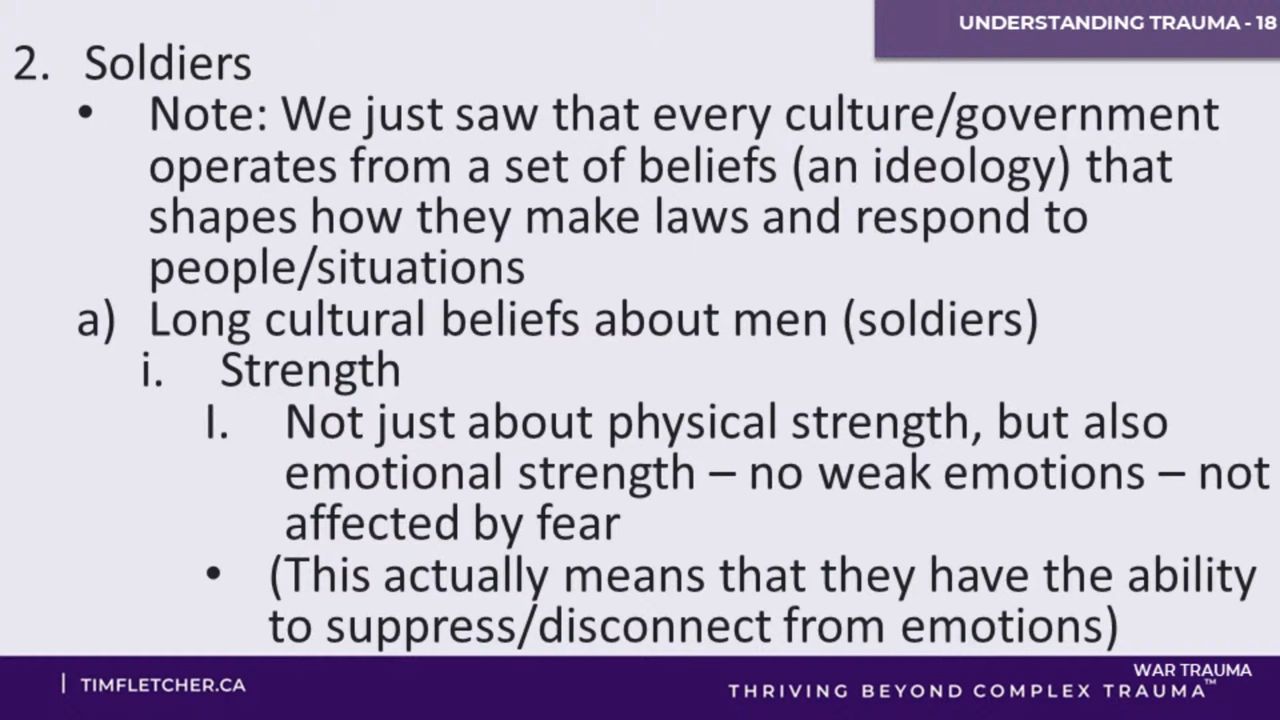 UNDERSTANDING TRAUMA - 18
2. Soldiers
• Note: We just saw that every culture/government
operates from a set of beliefs (an ideology) that
shapes how they make laws and respond to
people/situations
a) Long cultural beliefs about men (soldiers)
i. Strength
I. Not just about physical strength, but also
emotional strength – no weak emotions – not
affected by fear
• (This actually means that they have the ability
to suppress/disconnect from emotions)
| TIMFLETCHER.CA
WAR TRAUMA
THRIVING BEYOND COMPLEX TRAUMA™